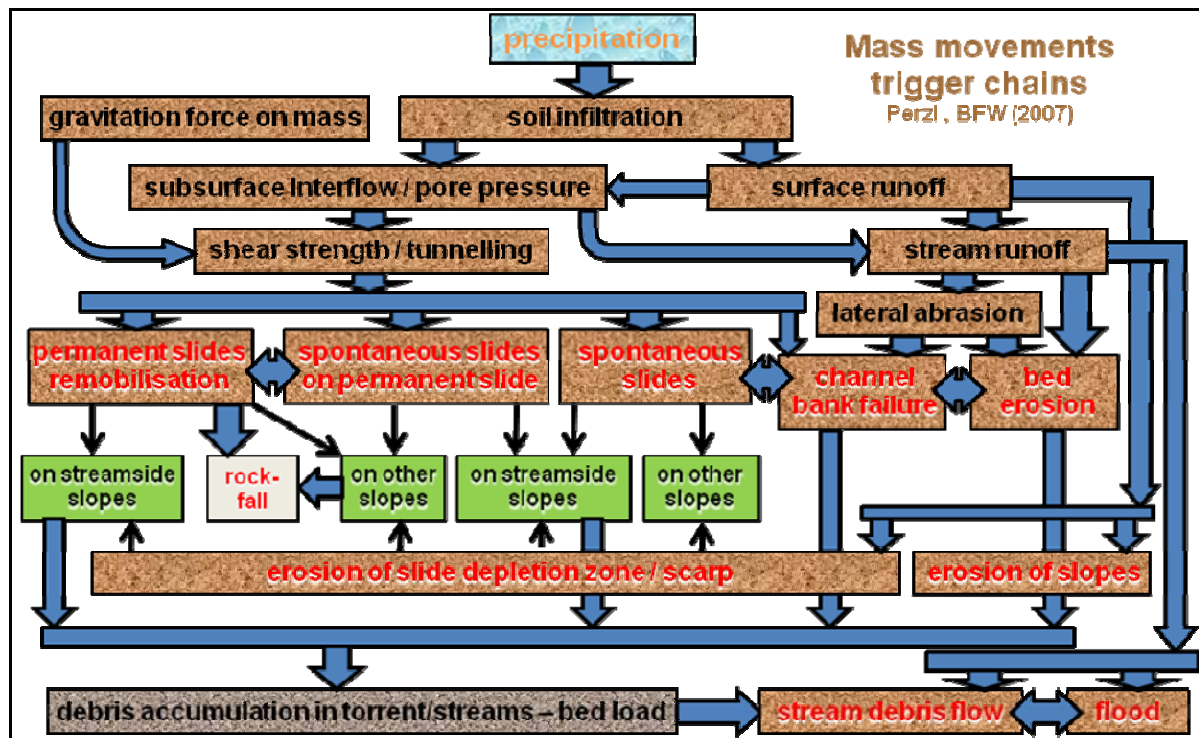 precipitation
Mass movements
trigger chains
Perzl , BFW (2007)
gravitation force on mass
soil infiltration
subsurface Interflow / pore pressure
surface runoff
shear strength / tunnelling
stream runoff
lateral abrasion
permanent slides
remobilisation
spontaneous slides
on permanent slide
spontaneous
slides
channel
bank failure
bed
erosion
on streamside
slopes
rock-
fall
on other
slopes
on streamside
slopes
on other
slopes
erosion of slide depletion zone / scarp
erosion of slopes
debris accumulation in torrent/streams – bed load
stream debris flow
flood